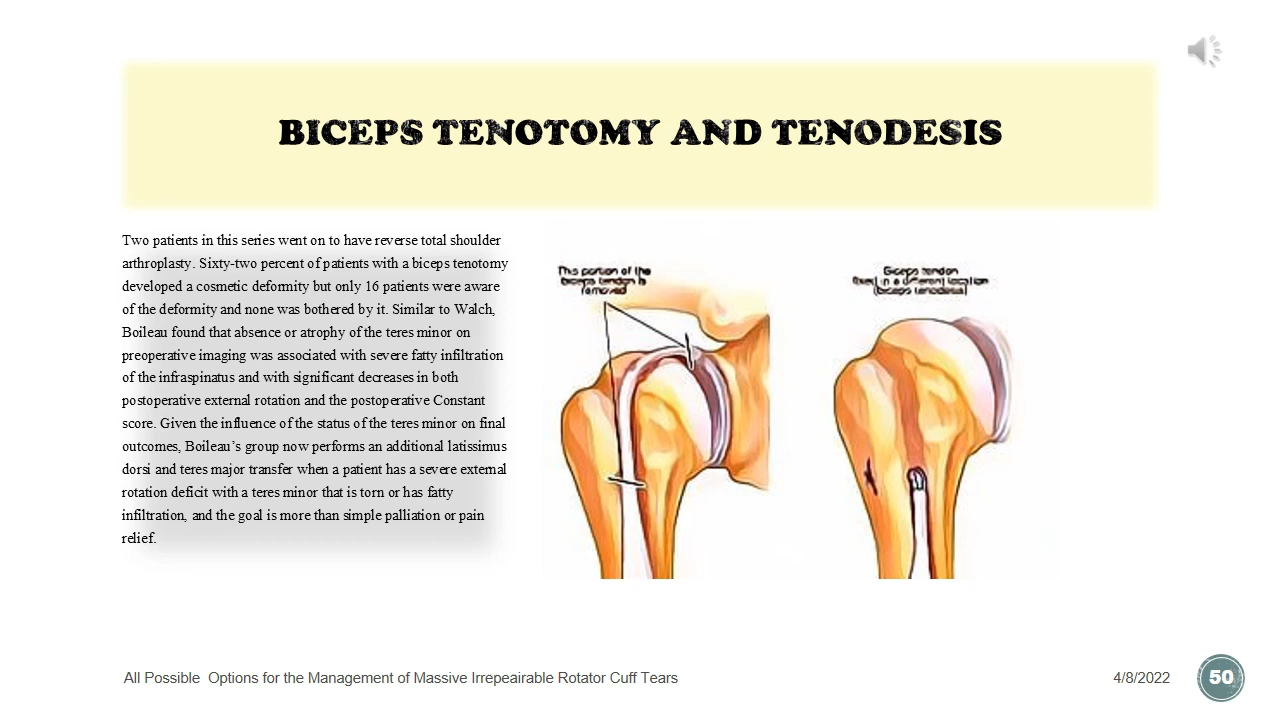 BICEPS TENOTOMY AND TENODESIS
Two patients in this series went on to have reverse total shoulder
arthroplasty. Sixty-two percent of patients with a biceps tenotomy
developed a cosmetic deformity but only 16 patients were aware
of the deformity and none was bothered by it. Similar to Walch,
Boileau found that absence or atrophy of the teres minor on
preoperative imaging was associated with severe fatty infiltration
of the infraspinatus and with significant decreases in both
postoperative external rotation and the postoperative Constant
score. Given the influence of the status of the teres minor on final
outcomes, Boileau’s group now performs an additional latissimus
dorsi and teres major transfer when a patient has a severe external
rotation deficit with a teres minor that is torn or has fatty
infiltration, and the goal is more than simple palliation or pain
relief.
This portion of the
biceps tendon is
removed
Biceps tendon
fixed in a different location
(biceps tenodesis)
All Possible  Options for the Management of Massive Irrepeairable Rotator Cuff Tears
4/8/2022
50